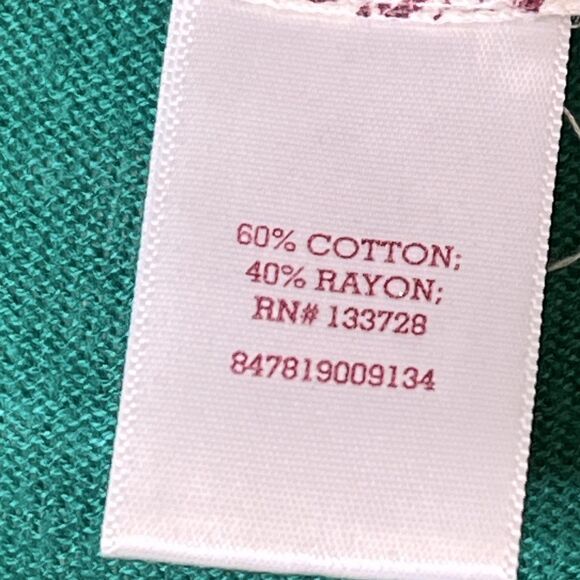 60% COTTON;
40% RAYON;
RN# 133728
847819009134